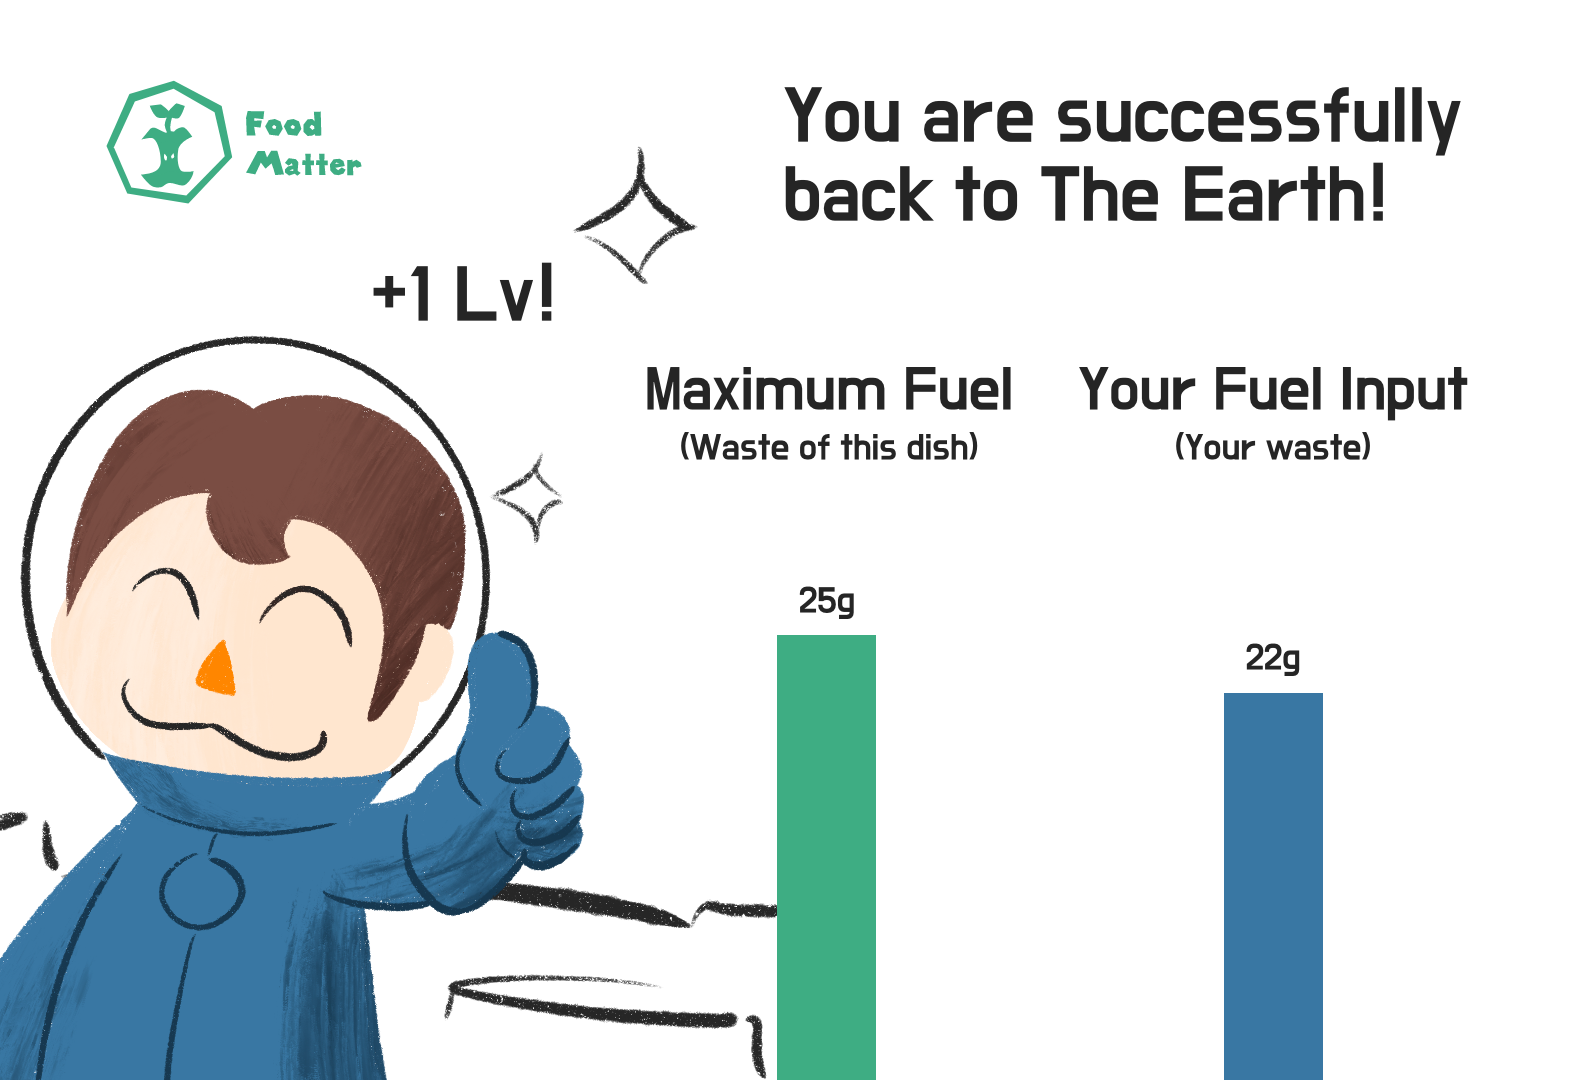 Food
Matter
You are successfully
back to The Earth!
+1 Lv!
Maximum Fuel
(Waste of this dish)
Your Fuel Input
(Your waste)
25g
22g